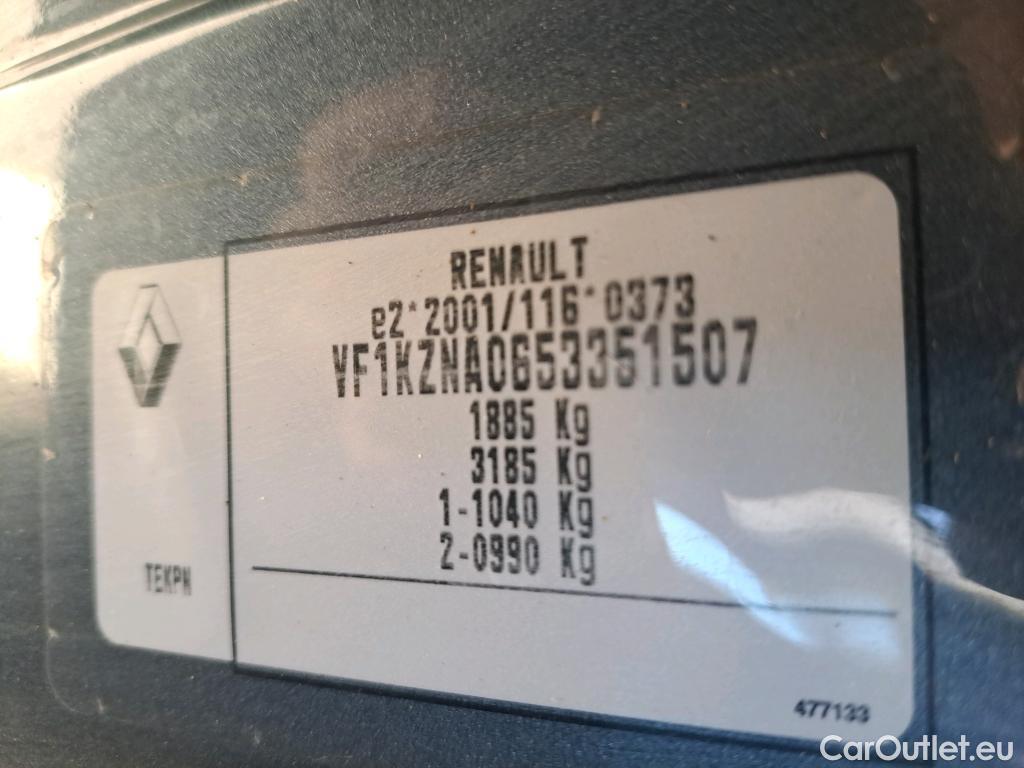 RENAULT
e2*2001/116*0373
VF1KZNA0653351507
1885 Kg
3185 Kg
1-1040 Kg
2-0990 Kg
TEKPN
477133
CarOutlet.eu